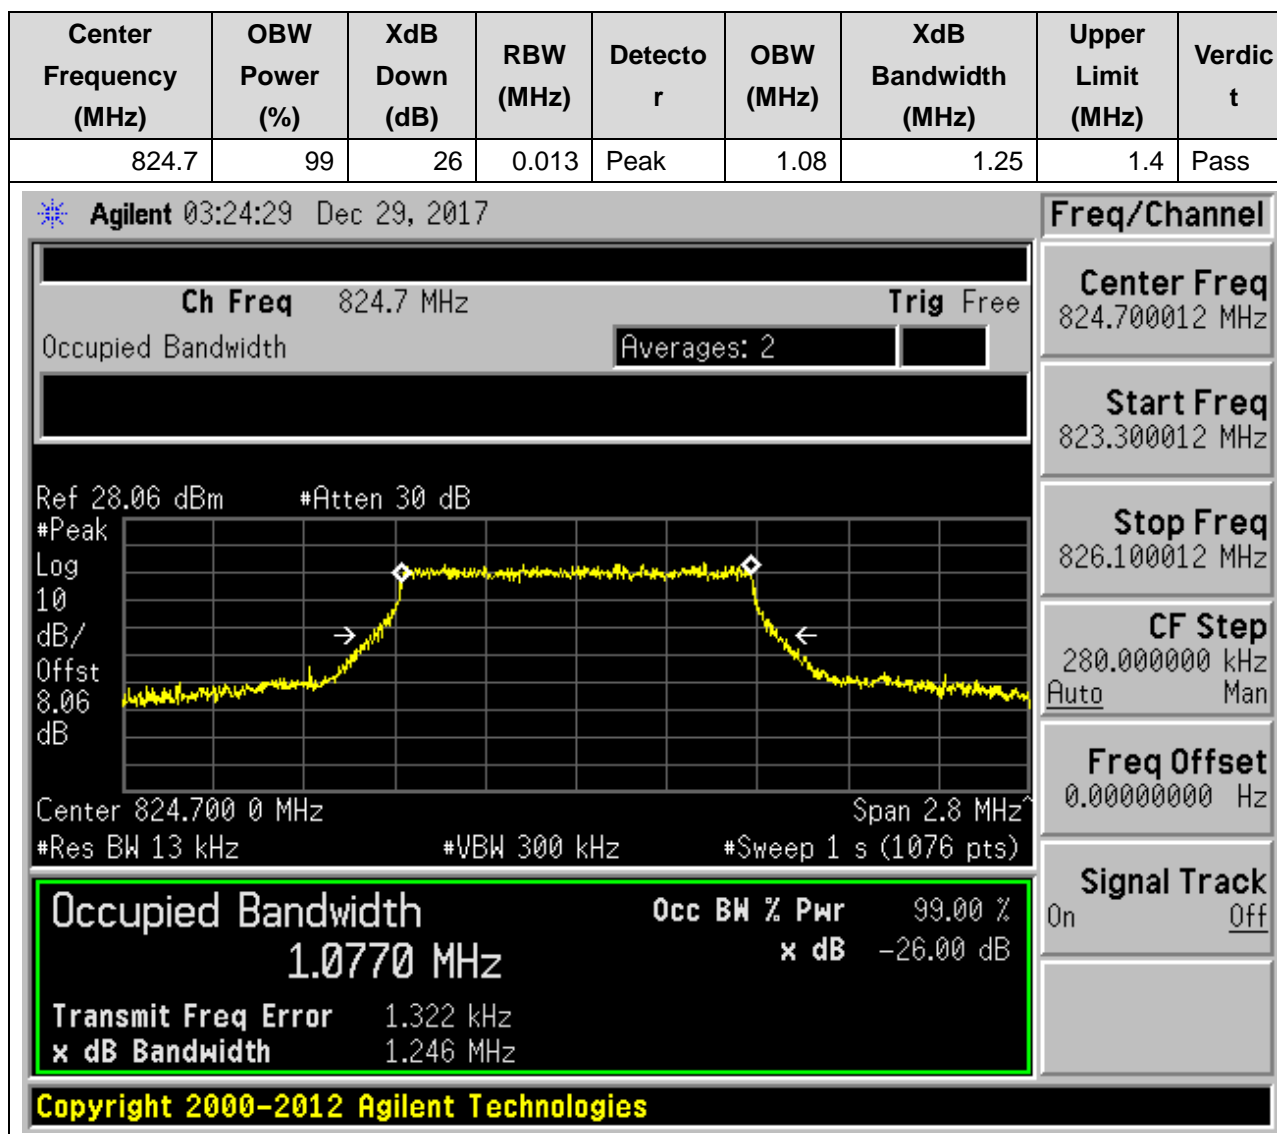 Center Frequency (MHz) OBW Power (%) XdB Down (dB) RBW (MHz) Detecto r OBW (MHz) XdB Bandwidth (MHz) Upper Limit (MHz) Verdic t
824.7 99 26 0.013 Peak 1.08 1.25 1.4 Pass
Agilent 03:24:29 Dec 29, 2017
Freq/Channel
Ch Freq 824.7 MHz Trig Free
Occupied Bandwidth Averages: 2
Ref 28.06 dBm #Atten 30 dB
#Peak
Log
10
dB/
Offst
8.06
dB
Center 824.700 0 MHz Span 2.8 MHz^
#Res BW 13 kHz #VBW 300 kHz #Sweep 1 s (1076 pts)
Occupied Bandwidth Occ BW % Pwr 99.00 %
1.0770 MHz x dB -26.00 dB
Transmit Freq Error 1.322 kHz
x dB Bandwidth 1.246 MHz
Center Freq
824.700012 MHz
Start Freq
823.300012 MHz
Stop Freq
826.100012 MHz
CF Step
280.000000 kHz
Auto Man
Freq Offset
0.00000000 Hz
Signal Track
On Off
Copyright 2000-2012 Agilent Technologies